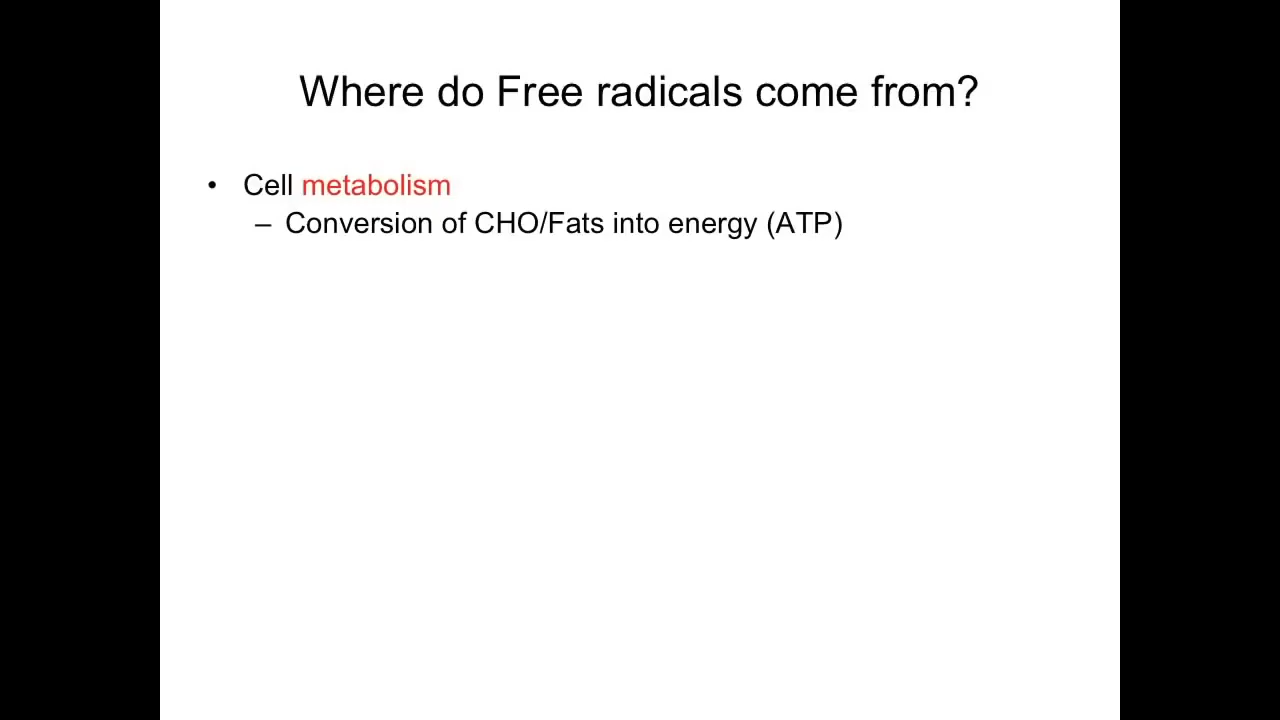 Where do Free radicals come from?
• Cell metabolism
– Conversion of CHO/Fats into energy (ATP)